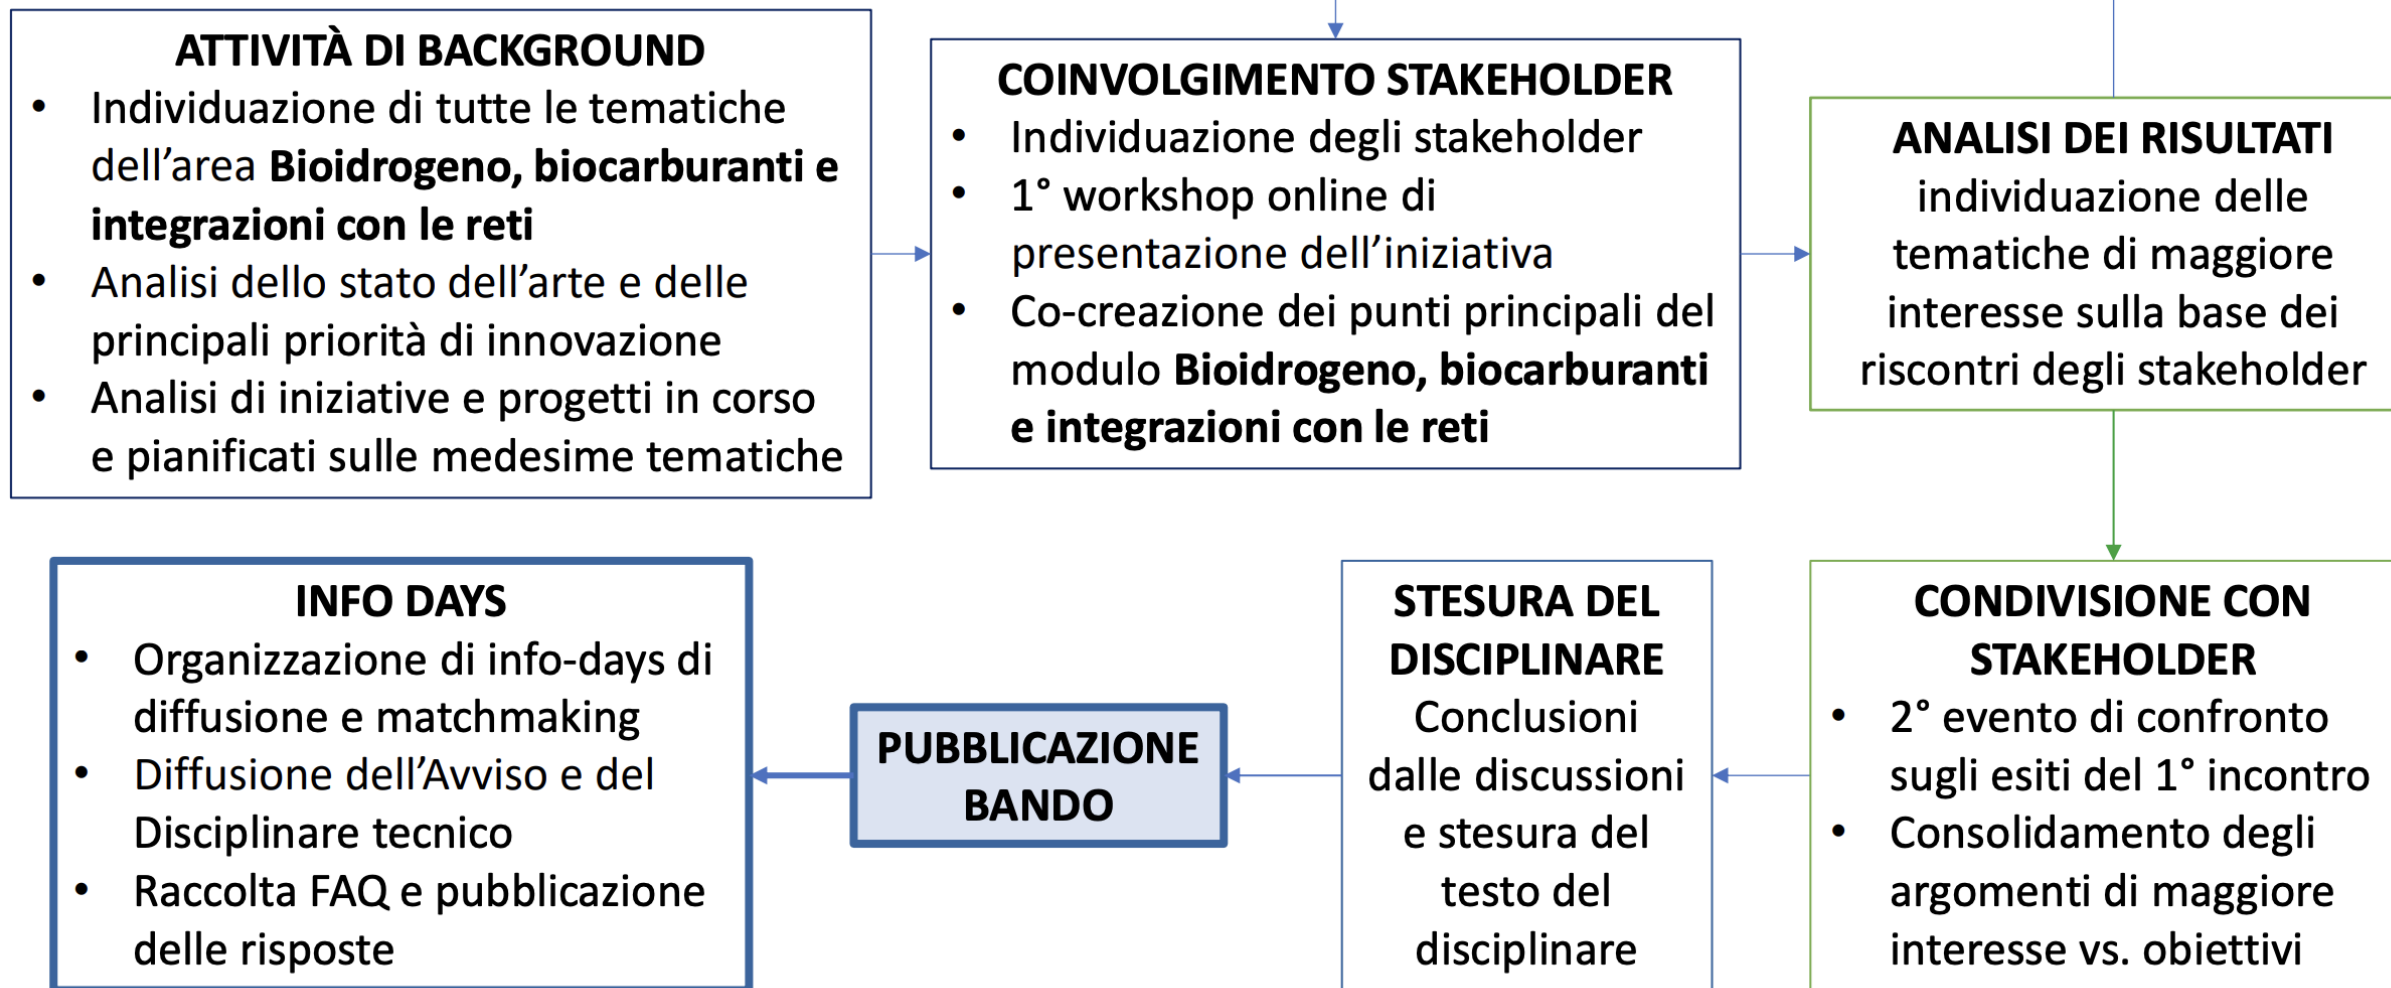 ATTIVITÀ DI BACKGROUND
• Individuazione di tutte le tematiche
dell’area Bioidrogeno, biocarburanti e
integrazioni con le reti
• Analisi dello stato dell’arte e delle
principali priorità di innovazione
• Analisi di iniziative e progetti in corso
e pianificati sulle medesime tematiche
COINVOLGIMENTO STAKEHOLDER
• Individuazione degli stakeholder
• 1° workshop online di
presentazione dell’iniziativa
• Co-creazione dei punti principali del
modulo Bioidrogeno, biocarburanti
e integrazioni con le reti
ANALISI DEI RISULTATI
individuazione delle
tematiche di maggiore
interesse sulla base dei
riscontri degli stakeholder
CONDIVISIONE CON
STAKEHOLDER
• 2° evento di confronto
sugli esiti del 1° incontro
• Consolidamento degli
argomenti di maggiore
interesse vs. obiettivi
STESURA DEL
DISCIPLINARE
Conclusioni
dalle discussioni
e stesura del
testo del
disciplinare
PUBBLICAZIONE
BANDO
INFO DAYS
• Organizzazione di info-days di
diffusione e matchmaking
• Diffusione dell’Avviso e del
Disciplinare tecnico
• Raccolta FAQ e pubblicazione
delle risposte